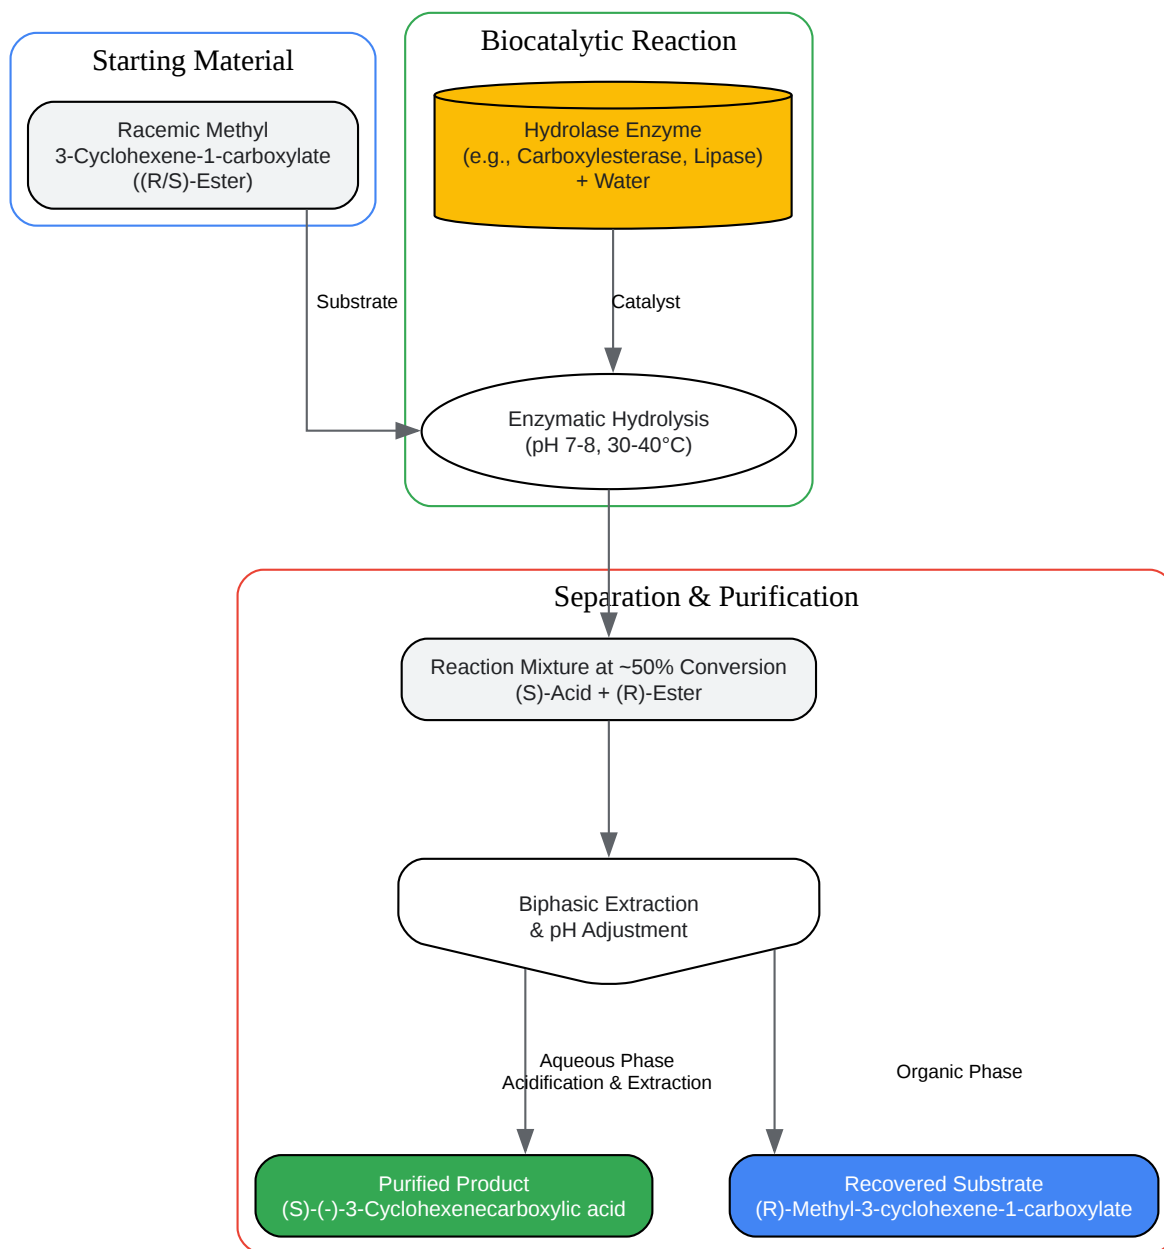 Starting Material
Racemic Methyl
3-Cyclohexene-1-carboxylate
((R/S)-Ester)
Biocatalytic Reaction
Hydrolase Enzyme
(e.g., Carboxylesterase, Lipase)
+ Water
Substrate
Catalyst
Enzymatic Hydrolysis
(pH 7-8, 30-40°C)
Separation & Purification
Reaction Mixture at ~50% Conversion
(S)-Acid + (R)-Ester
Biphasic Extraction
& pH Adjustment
Aqueous Phase
Acidification & Extraction
Organic Phase
Purified Product
(S)-(-)-3-Cyclohexenecarboxylic acid
Recovered Substrate
(R)-Methyl-3-cyclohexene-1-carboxylate